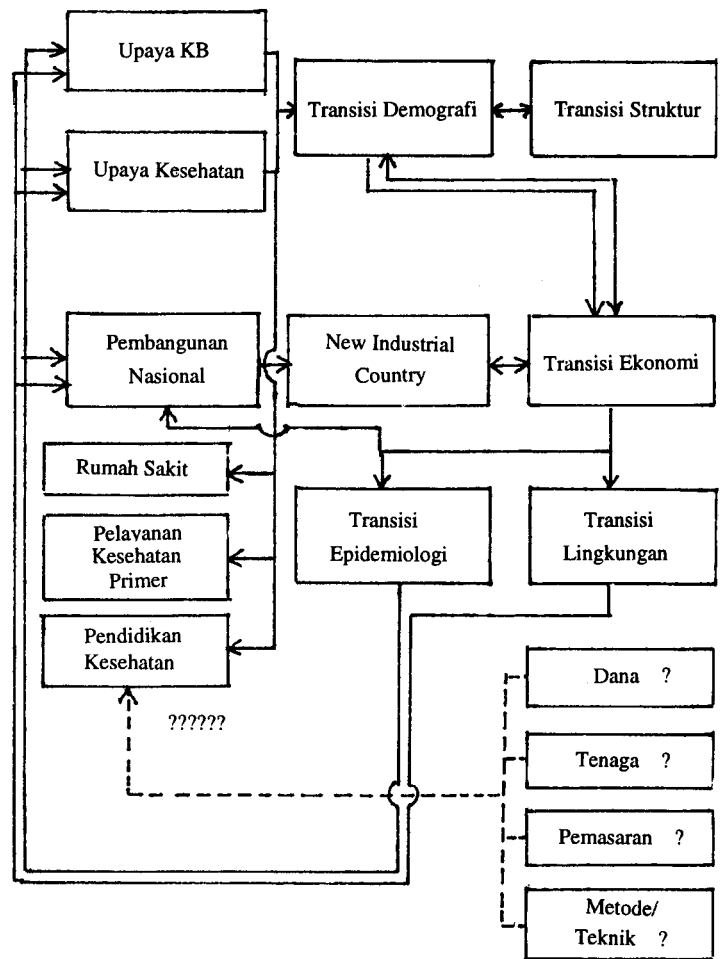 Upaya KB
Transisi Demografi
Transisi Struktur
Upaya Kesehatan
Pembangunan
Nasional
New Industrial
Country
Transisi Ekonomi
Rumah Sakit
Transisi
Epidemiologi
Transisi
Lingkungan
Pelavanan
Kesehatan
Primer
Pendidikan
Kesehatan
??????
Dana ?
Tenaga ?
Pemasaran ?
Metode/
Teknik ?